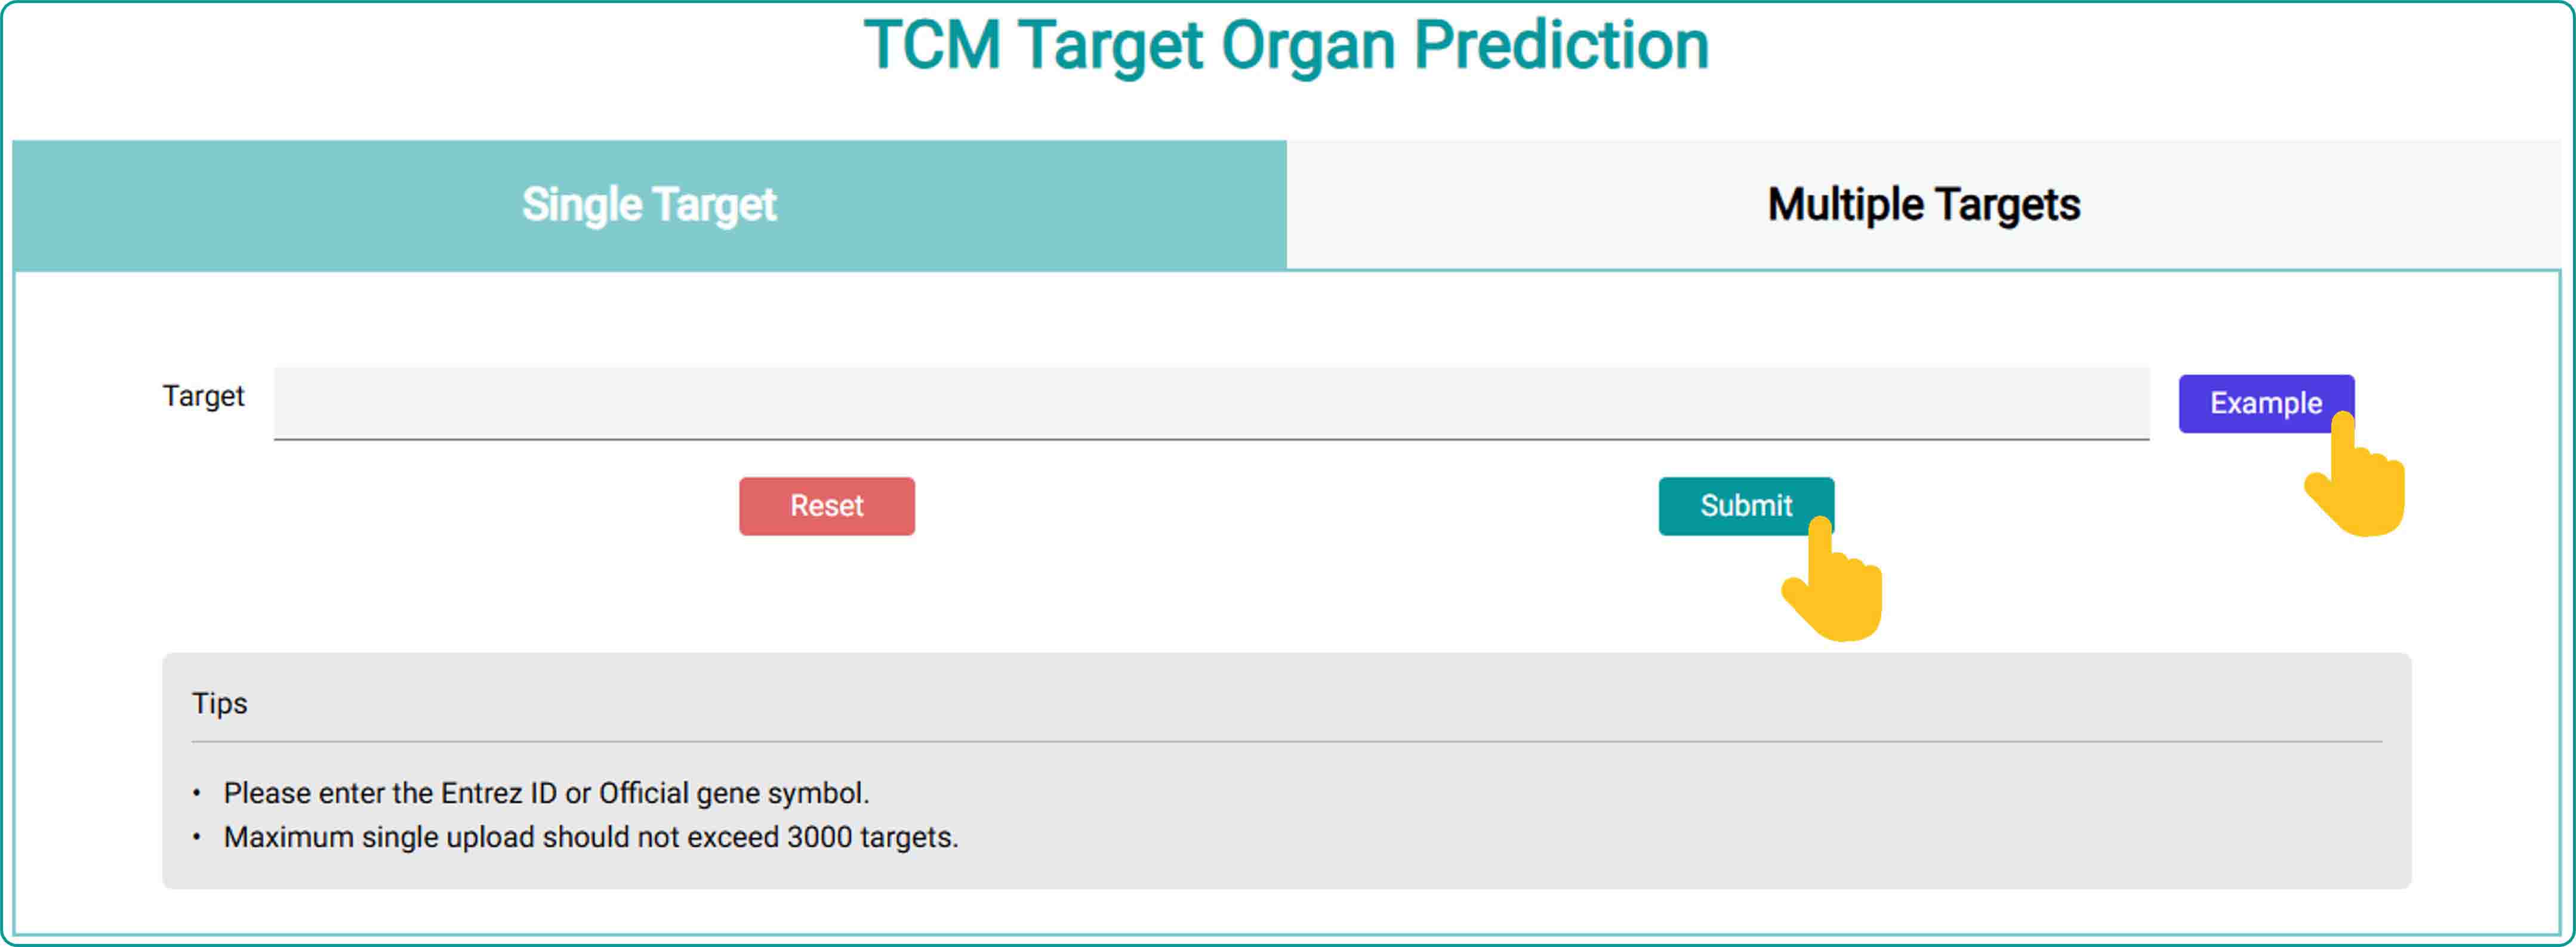 TCM Target Organ Prediction
Single Target
Multiple Targets
Target
Example
Reset
Submit
Tips
• Please enter the Entrez ID or Official gene symbol.
• Maximum single upload should not exceed 3000 targets.